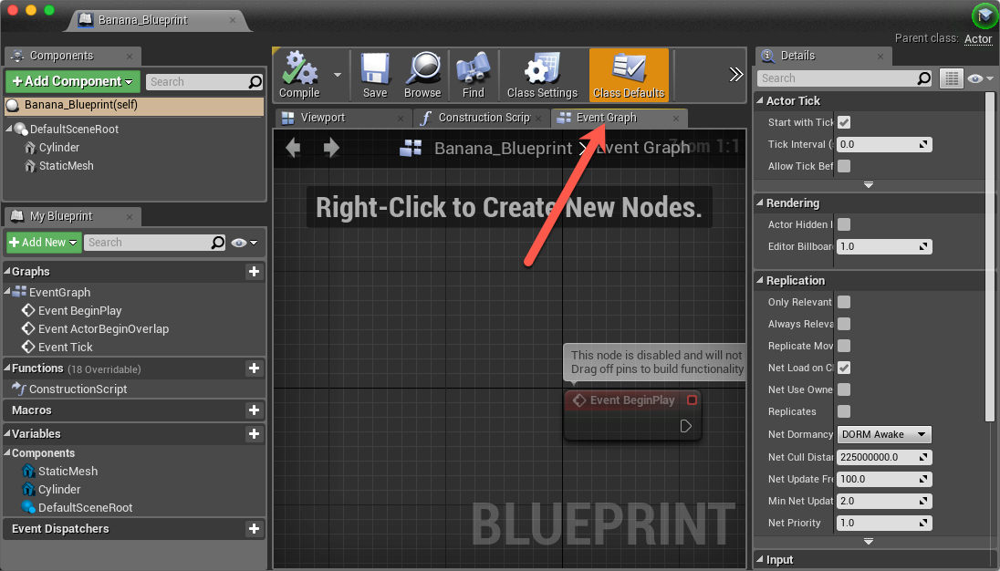 Banana_Blueprint
Parent class: Actor
Components
+ Add Component
Search
Banana_Blueprint(self)
DefaultSceneRoot
Cylinder
StaticMesh
My Blueprint
+ Add New
Search
Graphs
EventGraph
Event BeginPlay
Event ActorBeginOverlap
Event Tick
Functions (18 Overridable)
ConstructionScript
Macros
Variables
Components
StaticMesh
Cylinder
DefaultSceneRoot
Event Dispatchers
Compile
Save
Browse
Find
Class Settings
Class Defaults
Viewport
Construction Scrip
Event Graph
Banana_Blueprint > Event Graph
Zoom 1:1
Right-Click to Create New Nodes.
This node is disabled and will not
Drag off pins to build functionality
Event BeginPlay
BLUEPRINT
Details
Search
Actor Tick
Start with Tick
Tick Interval (
0.0
Allow Tick Bef
Rendering
Actor Hidden I
Editor Billboar
1.0
Replication
Only Relevant
Always Releva
Replicate Mov
Net Load on C
Net Use Owne
Replicates
Net Dormancy
DORM Awake
Net Cull Distar
225000000.0
Net Update Fre
100.0
Min Net Updat
2.0
Net Priority
1.0
Input